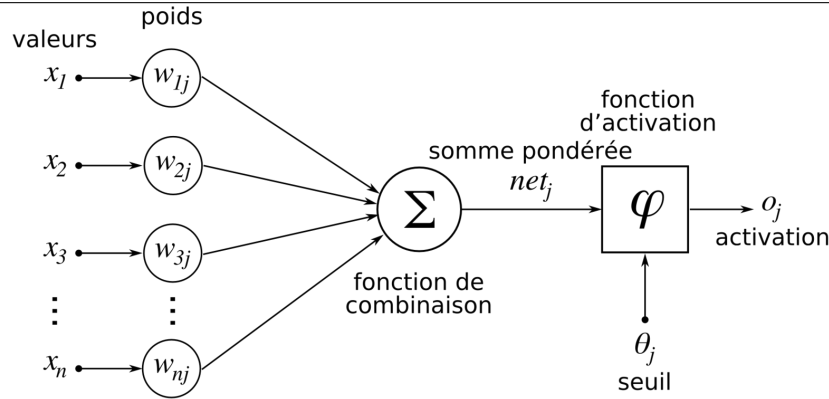 poids
valeurs
x1 w1j
x2 w2j
x3 w3j
⋮ ⋮
xn wnj
Σ
fonction de
combinaison
somme pondérée
netj
fonction
d'activation
φ
oj
activation
θj
seuil